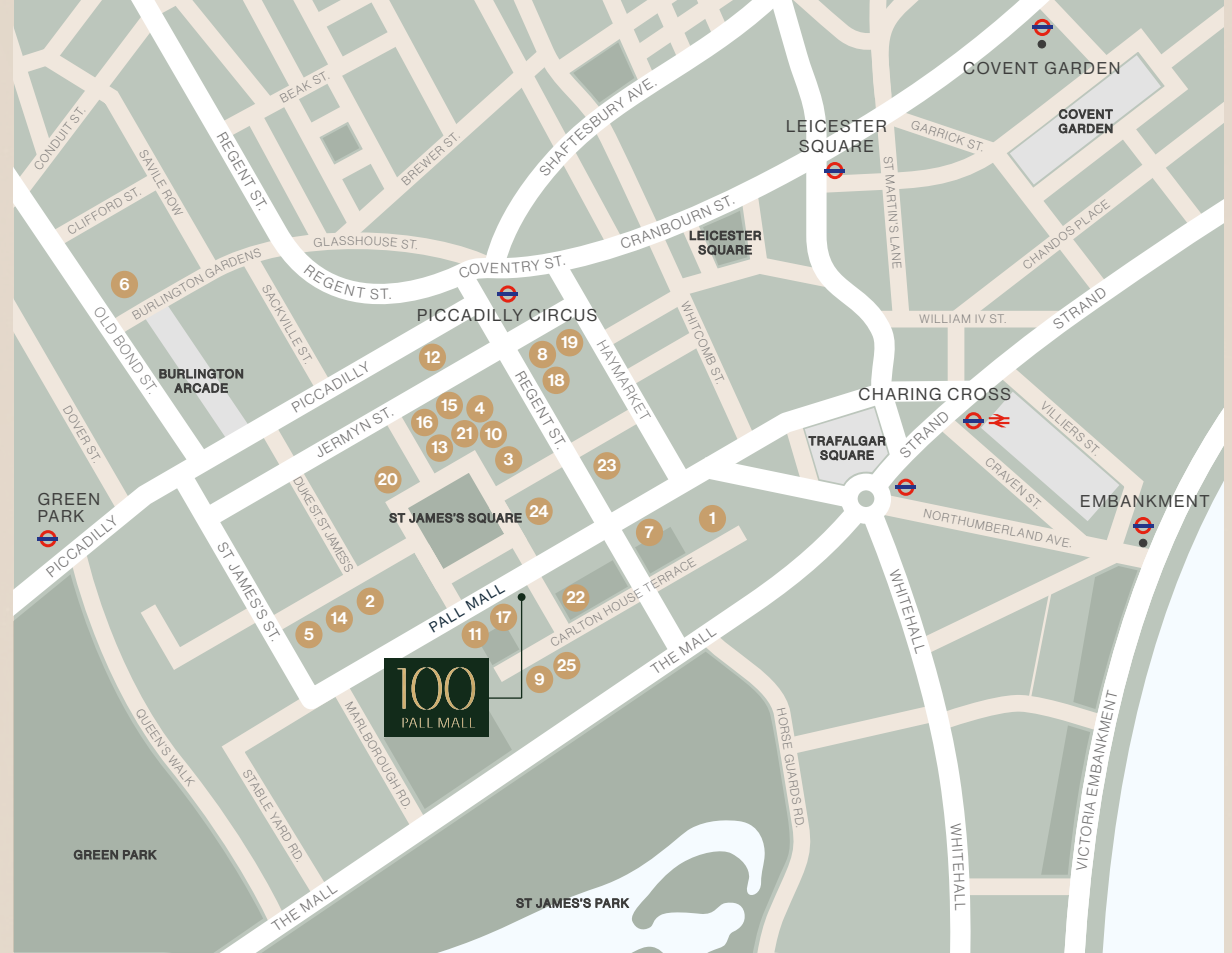 COVENT GARDEN
BEAK ST.
SHAFTESBURY AVE.
COVENT
GARDEN
CONDUIT ST.
REGENT ST.
BREWER ST.
LEICESTER
SQUARE
GARRICK ST.
SAVILE ROW
ST MARTIN'S LANE
CLIFFORD ST.
CRANBOURN ST.
LEICESTER
SQUARE
CHANDOS PLACE
GLASSHOUSE ST.
BURLINGTON GARDENS
COVENTRY ST.
REGENT ST.
6
SACKVILLE ST.
PICCADILLY CIRCUS
WHITCOMB ST.
WILLIAM IV ST.
STRAND
OLD BOND ST.
12
8
19
18
HAYMARKET
BURLINGTON
ARCADE
PICCADILLY
REGENT ST.
CHARING CROSS
15
4
16
21
10
13
3
JERMYN ST.
DOVER ST.
TRAFALGAR
SQUARE
STRAND
VILLIERS ST.
CRAVEN ST.
23
20
DUKE ST. ST JAMES'S
GREEN
PARK
PICCADILLY
ST JAMES'S SQUARE
24
7
1
EMBANKMENT
NORTHUMBERLAND AVE.
ST JAMES'S ST.
PALL MALL
CARLTON HOUSE TERRACE
WHITEHALL
2
14
5
22
17
11
9
25
THE MALL
100
PALL MALL
MARLBOROUGH RD.
QUEEN'S WALK
STABLE YARD RD.
HORSE GUARDS RD.
VICTORIA EMBANKMENT
GREEN PARK
WHITEHALL
THE MALL
ST JAMES'S PARK